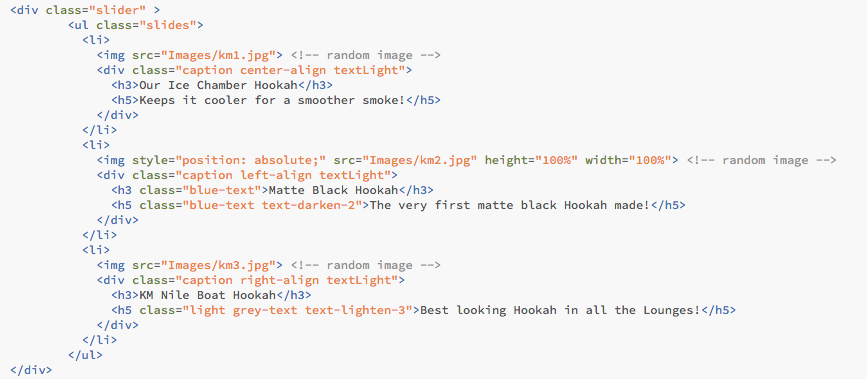 <div class="slider" >
<ul class="slides">
<li>
<img src="Images/km1.jpg"> <!-- random image -->
<div class="caption center-align textLight">
<h3>Our Ice Chamber Hookah</h3>
<h5>Keeps it cooler for a smoother smoke!</h5>
</div>
</li>
<li>
<img style="position: absolute;" src="Images/km2.jpg" height="100%" width="100%"> <!-- random image -->
<div class="caption left-align textLight">
<h3 class="blue-text">Matte Black Hookah</h3>
<h5 class="blue-text text-darken-2">The very first matte black Hookah made!</h5>
</div>
</li>
<li>
<img src="Images/km3.jpg"> <!-- random image -->
<div class="caption right-align textLight">
<h3>KM Nile Boat Hookah</h3>
<h5 class="light grey-text text-lighten-3">Best looking Hookah in all the Lounges!</h5>
</div>
</li>
</ul>
</div>